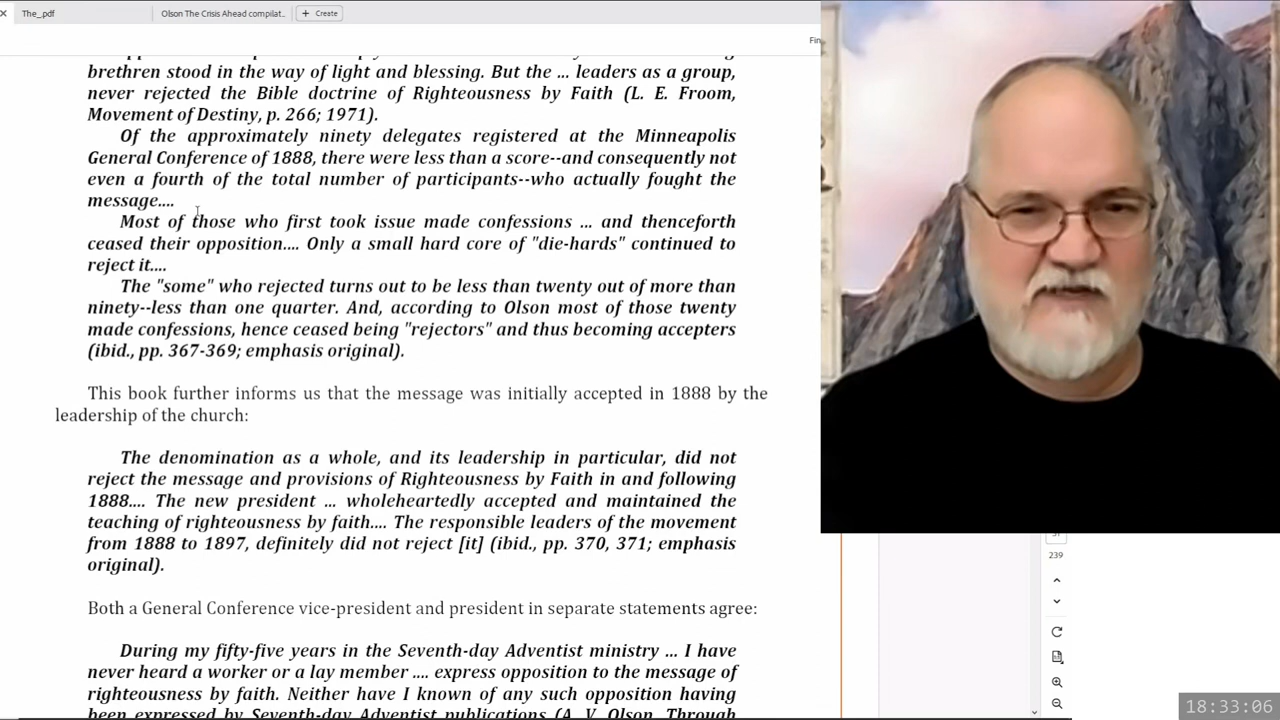 The_.pdf
Olson The Crisis Ahead compilat..
Create
Fin
brethren stood in the way of light and blessing. But the ... leaders as a group,
never rejected the Bible doctrine of Righteousness by Faith (L. E. Froom,
Movement of Destiny, p. 266; 1971).
Of the approximately ninety delegates registered at the Minneapolis
General Conference of 1888, there were less than a score--and consequently not
even a fourth of the total number of participants--who actually fought the
message....
Most of those who first took issue made confessions ... and thenceforth
ceased their opposition.... Only a small hard core of "die-hards" continued to
reject it....
The "some" who rejected turns out to be less than twenty out of more than
ninety--less than one quarter. And, according to Olson most of those twenty
made confessions, hence ceased being "rejectors" and thus becoming accepters
(ibid., pp. 367-369; emphasis original).
This book further informs us that the message was initially accepted in 1888 by the
leadership of the church:
The denomination as a whole, and its leadership in particular, did not
reject the message and provisions of Righteousness by Faith in and following
1888.... The new president ... wholeheartedly accepted and maintained the
teaching of righteousness by faith.... The responsible leaders of the movement
from 1888 to 1897, definitely did not reject [it] (ibid., pp. 370, 371; emphasis
original).
Both a General Conference vice-president and president in separate statements agree:
During my fifty-five years in the Seventh-day Adventist ministry ... I have
never heard a worker or a lay member .... express opposition to the message of
righteousness by faith. Neither have I known of any such opposition having
been expressed by Seventh-day Adventist publications (A. V. Olson, Through
239
18:33:06